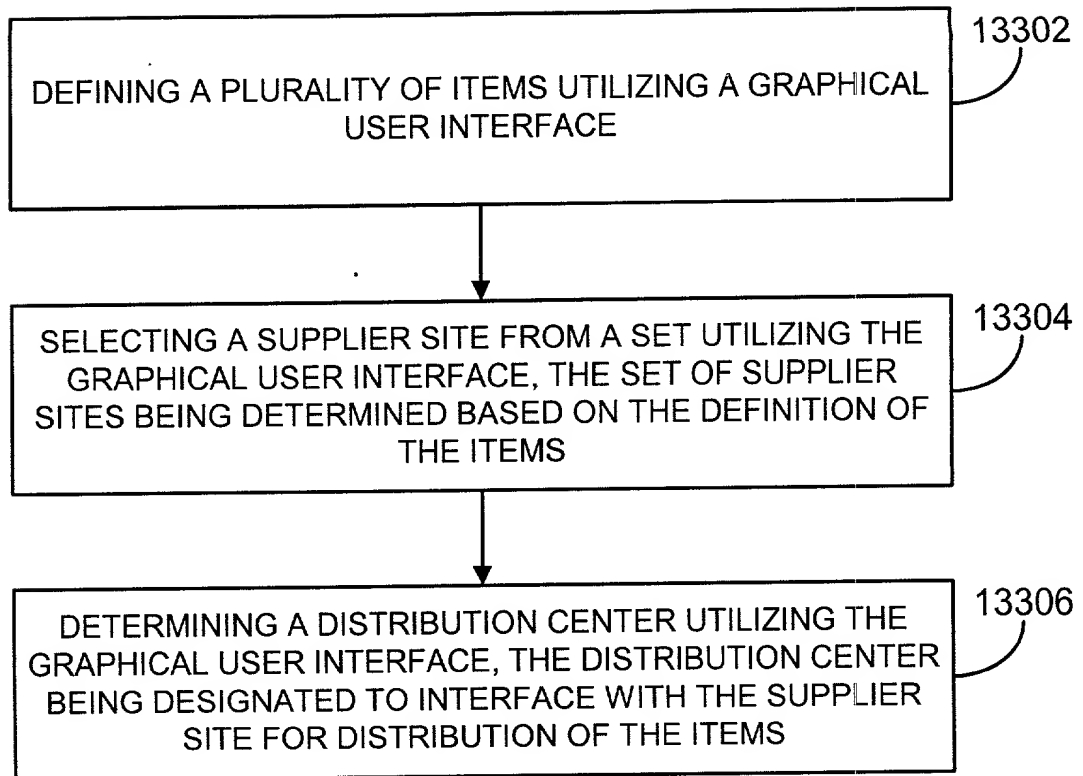 13302
DEFINING A PLURALITY OF ITEMS UTILIZING A GRAPHICAL
USER INTERFACE
13304
SELECTING A SUPPLIER SITE FROM A SET UTILIZING THE
GRAPHICAL USER INTERFACE, THE SET OF SUPPLIER
SITES BEING DETERMINED BASED ON THE DEFINITION OF
THE ITEMS
13306
DETERMINING A DISTRIBUTION CENTER UTILIZING THE
GRAPHICAL USER INTERFACE, THE DISTRIBUTION CENTER
BEING DESIGNATED TO INTERFACE WITH THE SUPPLIER
SITE FOR DISTRIBUTION OF THE ITEMS